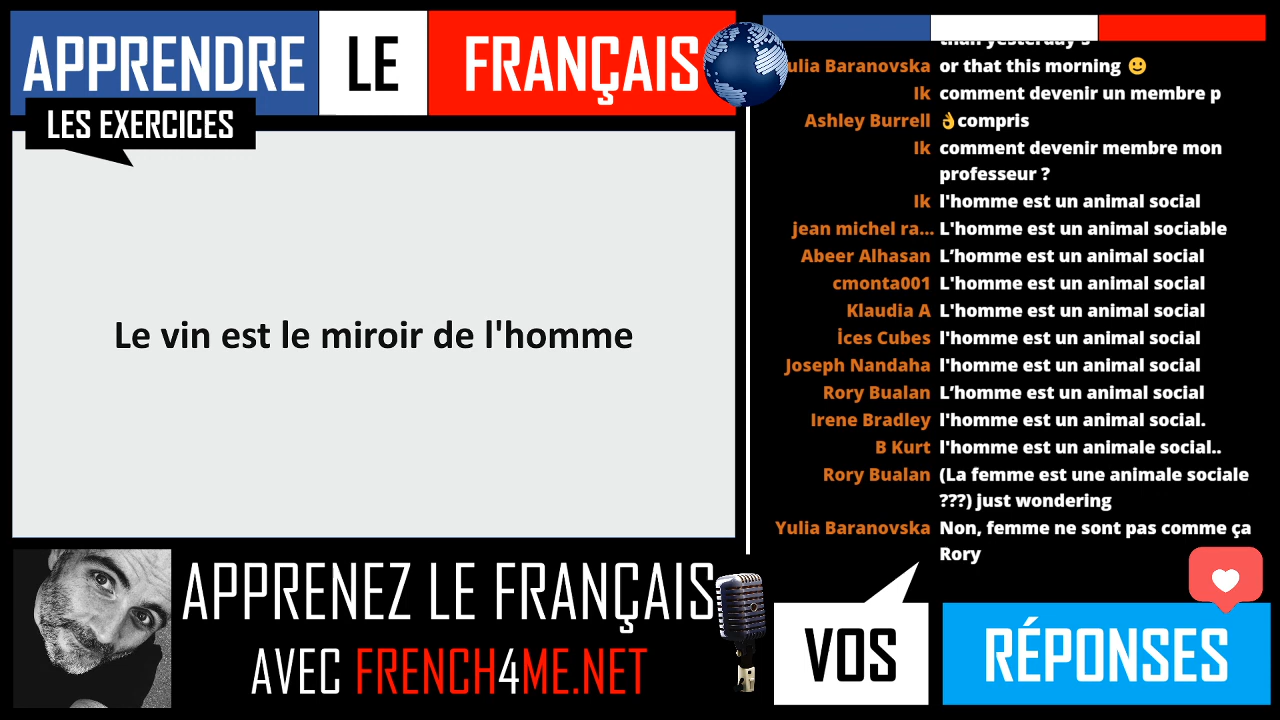 APPRENDRE LE FRANÇAIS
LES EXERCICES
Le vin est le miroir de l'homme
APPRENEZ LE FRANÇAIS
AVEC FRENCH4ME.NET
than yesterday's
ulia Baranovska or that this morning 😀
Ik comment devenir un membre p
Ashley Burrell 👌compris
Ik comment devenir membre mon
professeur ?
Ik l'homme est un animal social
jean michel ra... L'homme est un animal sociable
Abeer Alhasan L’homme est un animal social
cmonta001 L'homme est un animal social
Klaudia A L'homme est un animal social
İces Cubes l'homme est un animal social
Joseph Nandaha l'homme est un animal social
Rory Bualan L’homme est un animal social
Irene Bradley l'homme est un animal social.
B Kurt l'homme est un animale social..
Rory Bualan (La femme est une animale sociale
???) just wondering
Yulia Baranovska Non, femme ne sont pas comme ça
Rory
VOS RÉPONSES